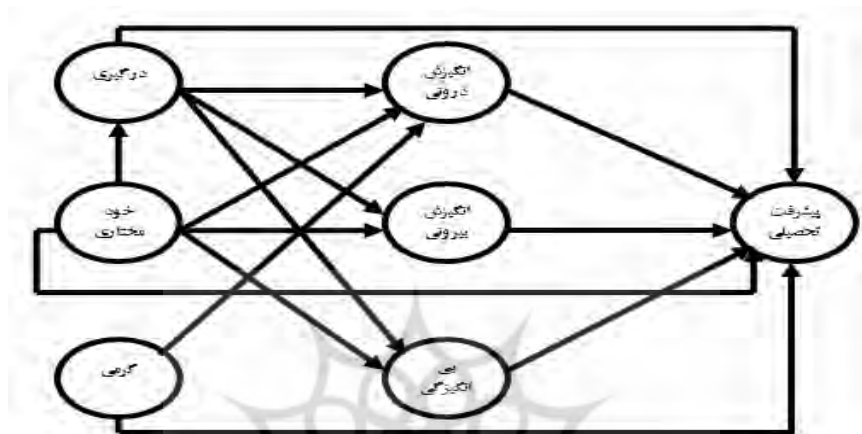 درگیری
انگیزش
درونی
خود
مختاری
انگیزش
بیرونی
پیشرفت
تحصیلی
گرمی
بی
انگیزگی